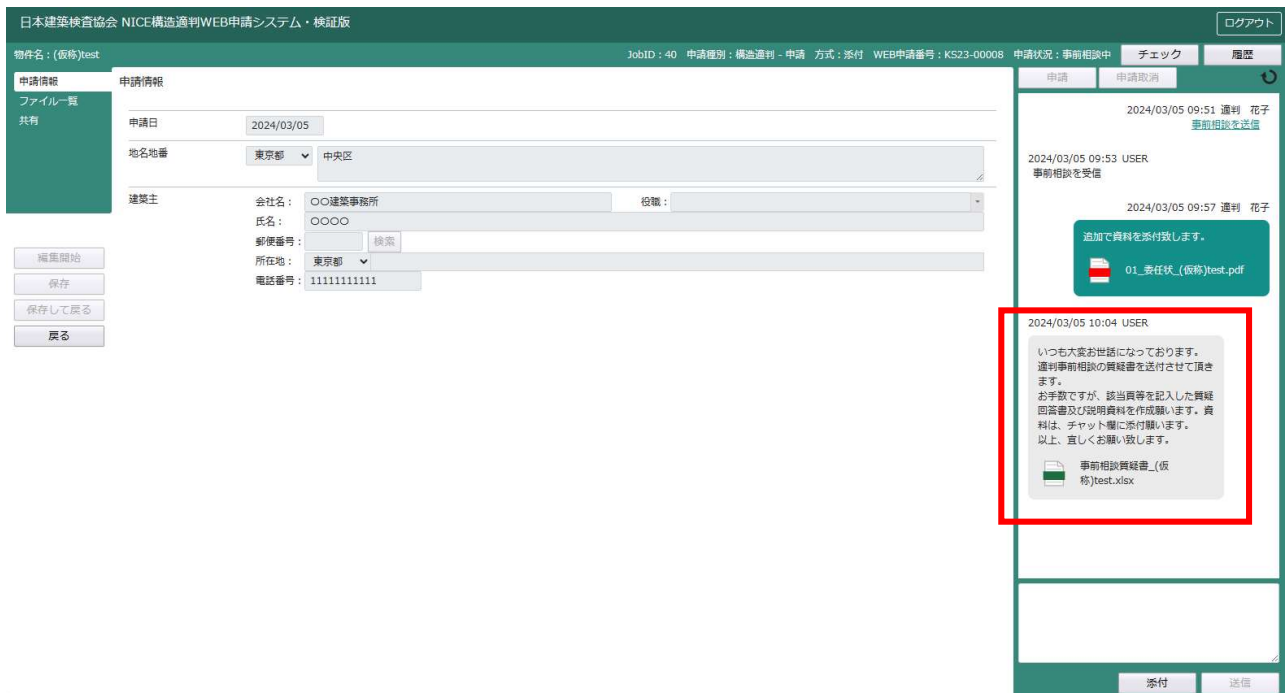 日本建築検査協会 NICE構造適判WEB申請システム・検証版
ログアウト
物件名：(仮称)test
JobID：40 申請種別：構造適判 - 申請 方式：添付 WEB申請番号：KS23-00008 申請状況：事前相談中
チェック
履歴
申請情報
ファイル一覧
共有
編集開始
保存
保存して戻る
戻る
申請情報
申請日
2024/03/05
地名地番
東京都
中央区
建築主
会社名：
〇〇建築事務所
役職：
氏名：
〇〇〇〇
郵便番号：
検索
所在地：
東京都
電話番号：
11111111111
申請
申請取消
2024/03/05 09:51 適判 花子
事前相談を送信
2024/03/05 09:53 USER
事前相談を受信
2024/03/05 09:57 適判 花子
追加で資料を添付致します。
01_委任状_(仮称)test.pdf
2024/03/05 10:04 USER
いつも大変お世話になっております。
適判事前相談の質疑書を送付させて頂き
ます。
お手数ですが、該当頁等を記入した質疑
回答書及び説明資料を作成願います。資
料は、チャット欄に添付願います。
以上、宜しくお願い致します。
事前相談質疑書_(仮
称)test.xlsx
添付
送信